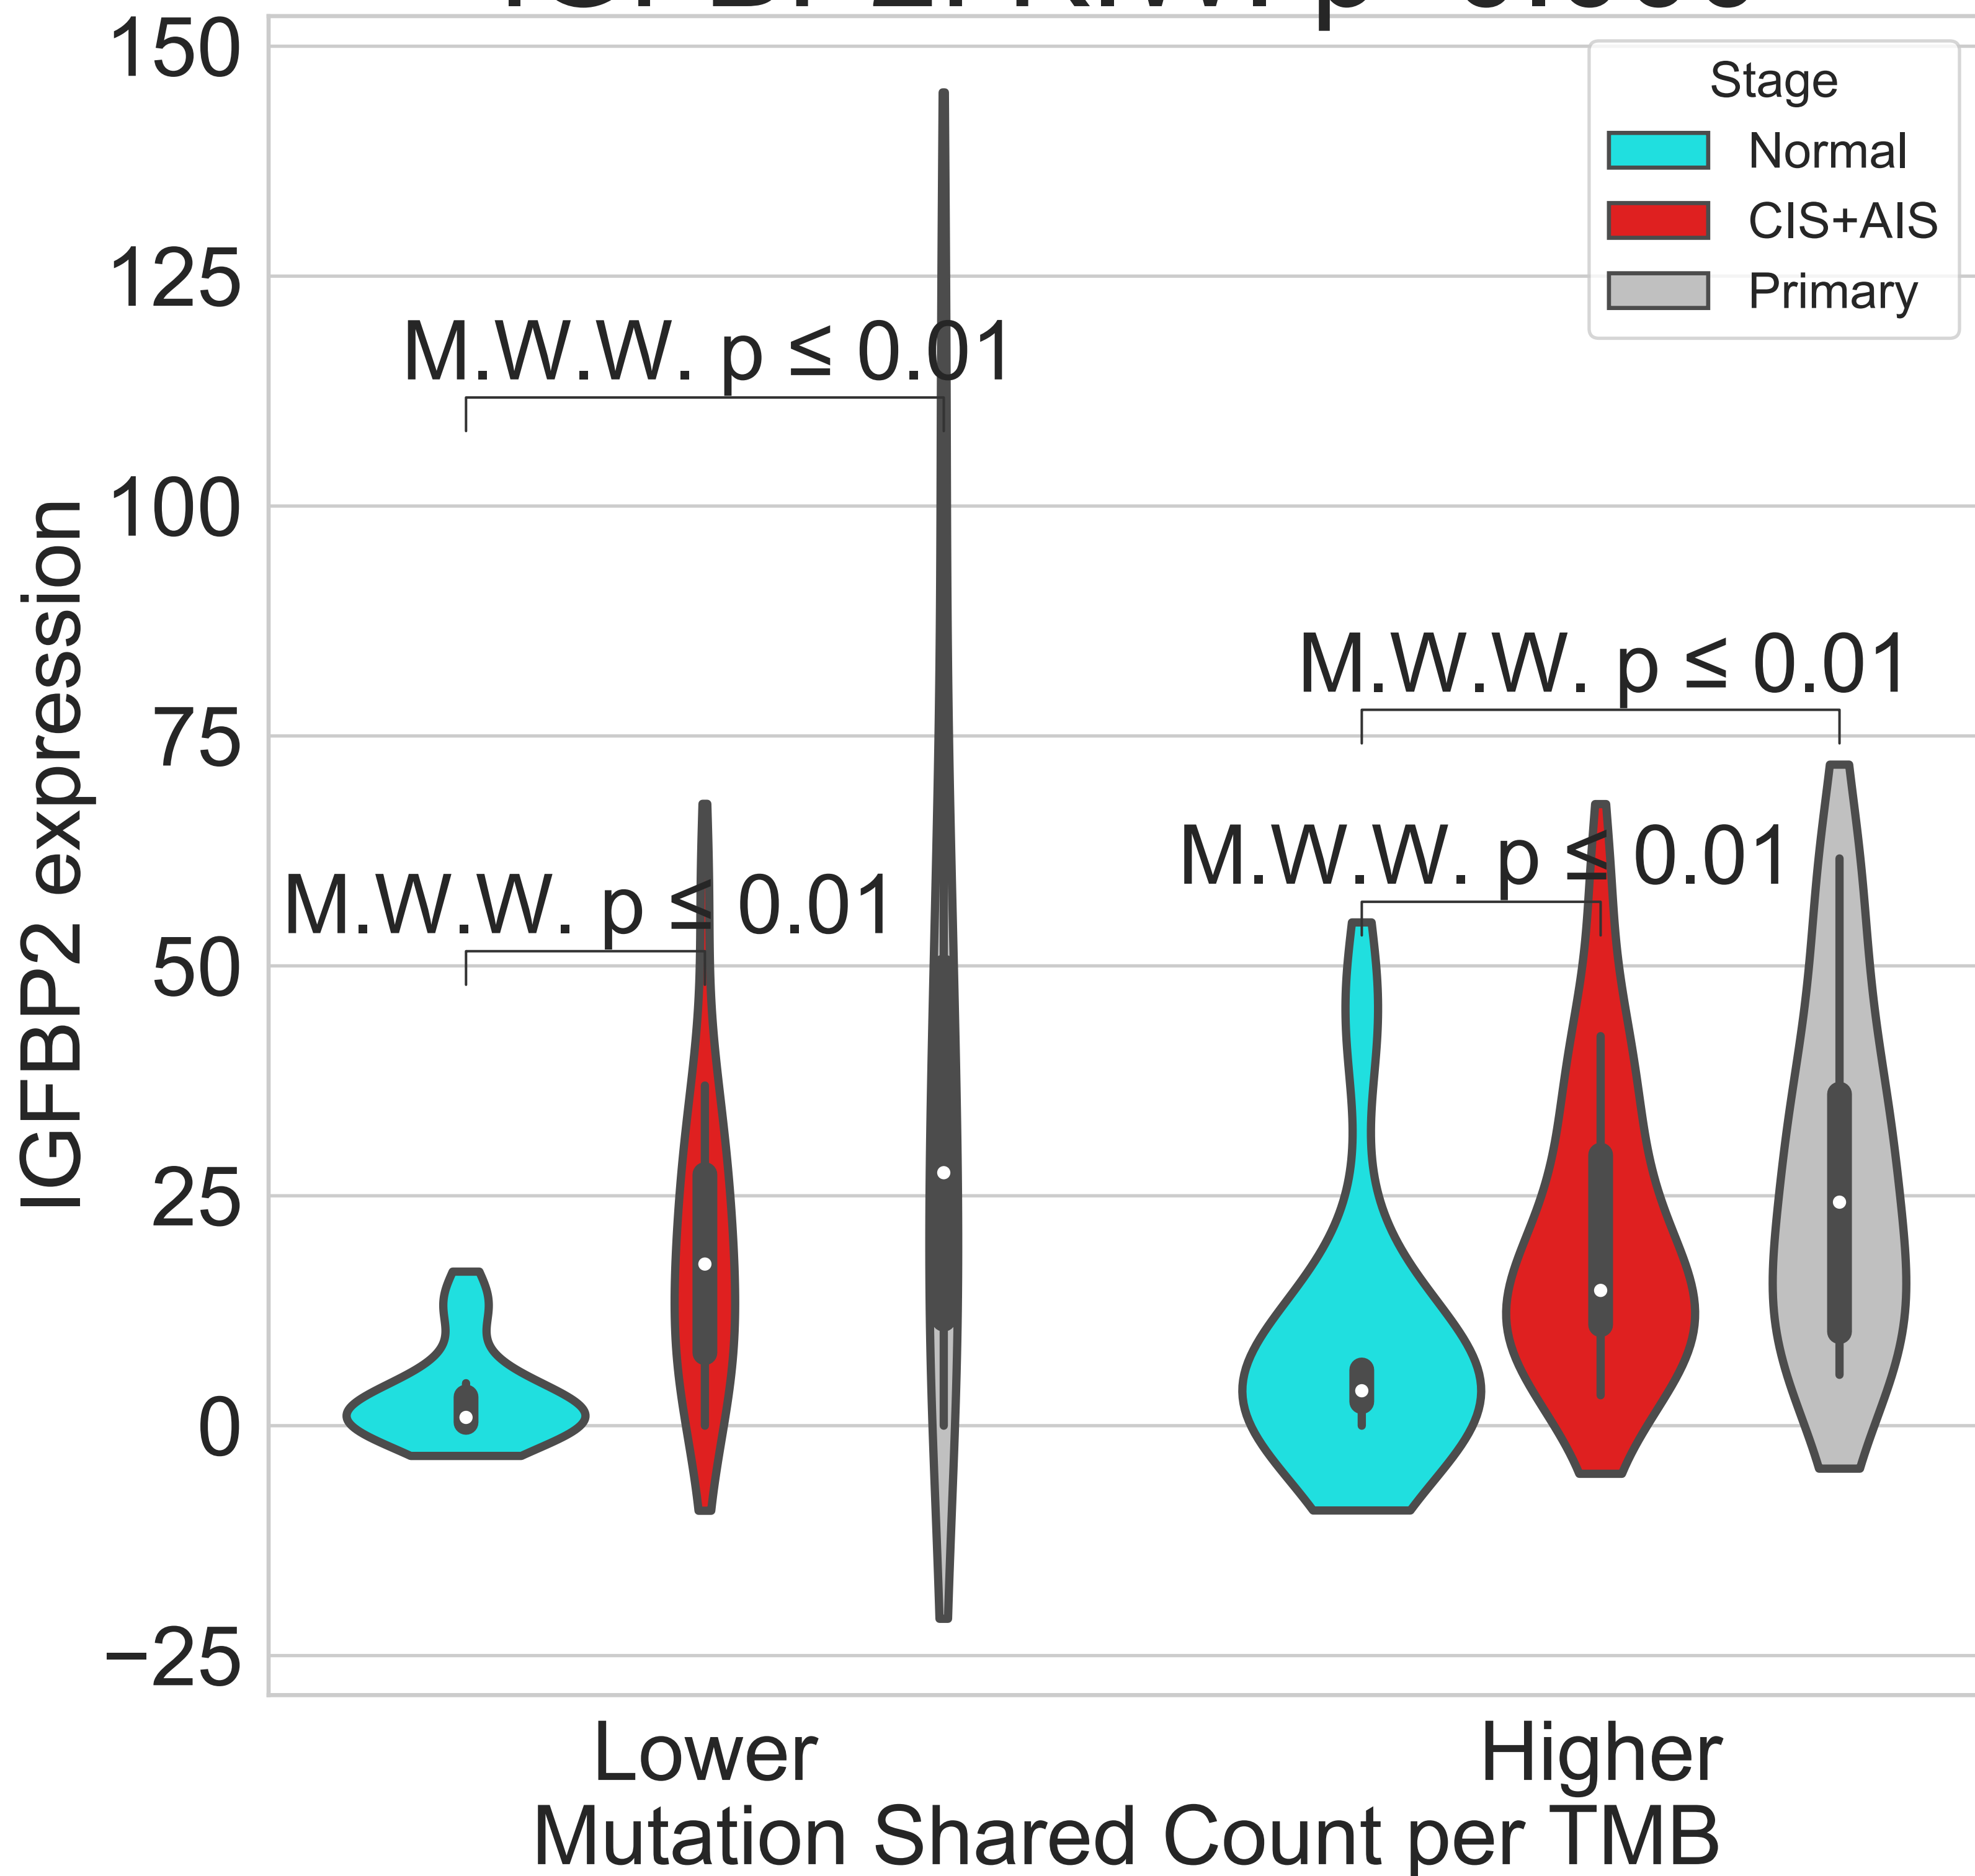 150
125
100
75
50
25
0
−25
IGFBP2 expression
Stage
Normal
CIS+AIS
Primary
M.W.W. p ≤ 0.01
M.W.W. p ≤ 0.01
M.W.W. p ≤ 0.01
M.W.W. p ≤ 0.01
Lower
Higher
Mutation Shared Count per TMB